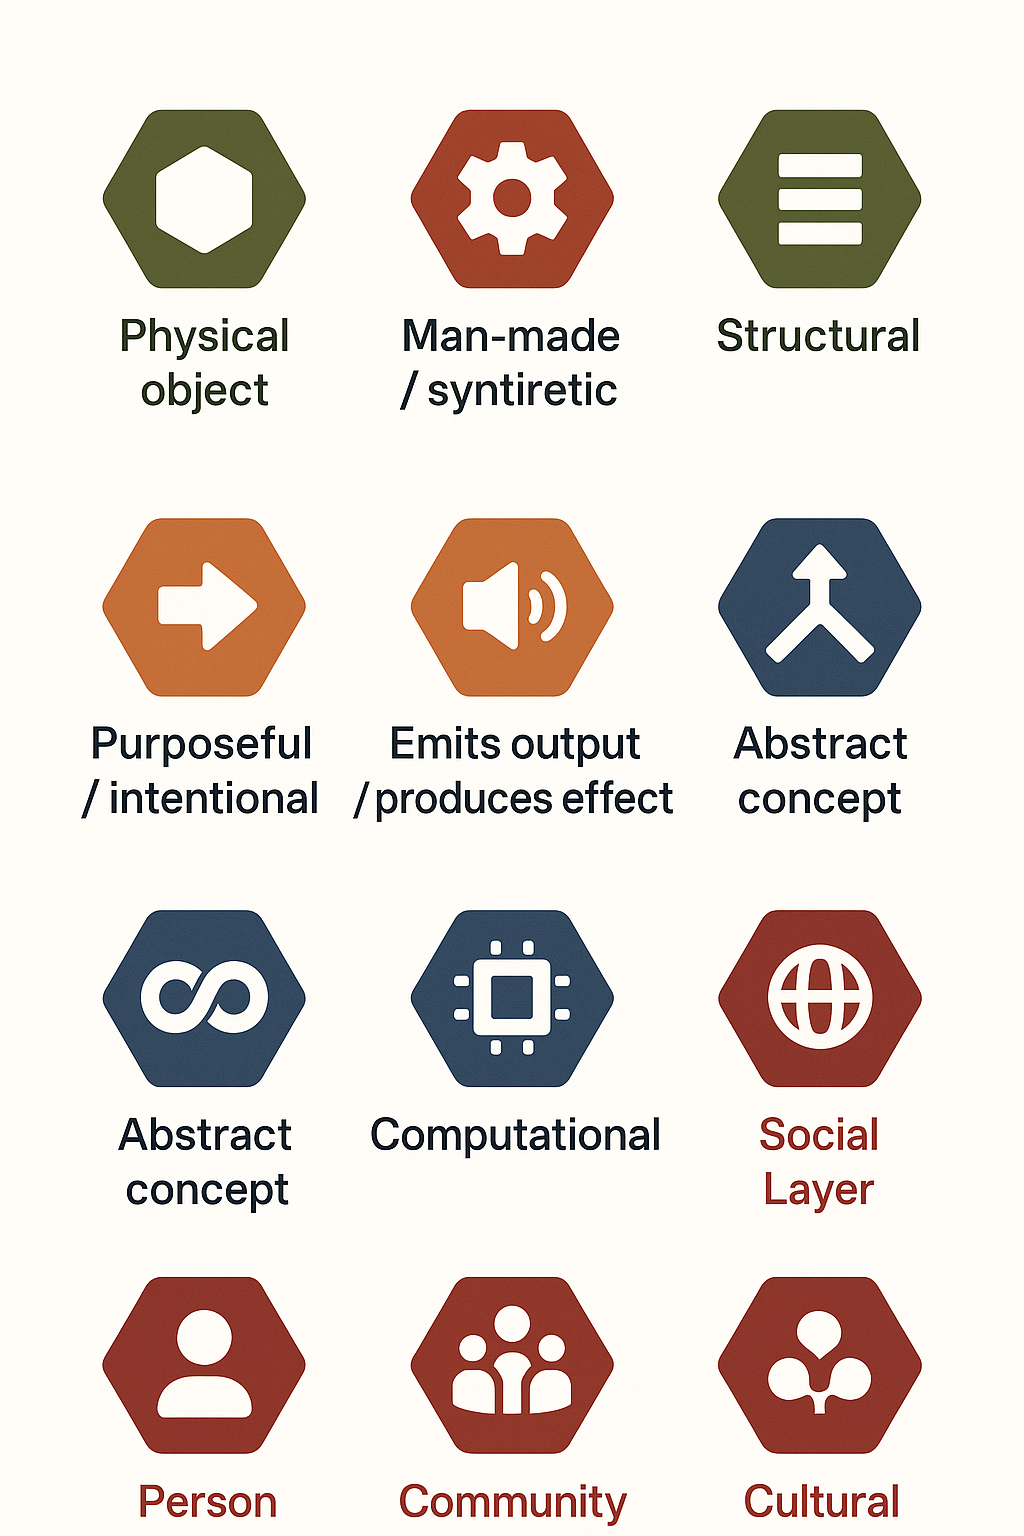 Physical
object
Man-made
/ syntiretic
Structural
Purposeful
/ intentional
Emits output
/ produces effect
Abstract
concept
Abstract
concept
Computational
Social
Layer
Person
Community
Cultural